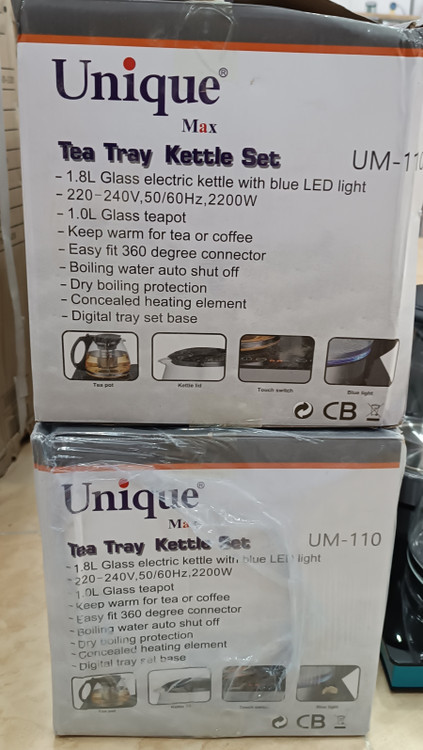 Unique®
Max
Tea Tray Kettle Set
UM-110
- 1.8L Glass electric kettle with blue LED light
- 220-240V,50/60Hz,2200W
- 1.0L Glass teapot
- Keep warm for tea or coffee
- Easy fit 360 degree connector
- Boiling water auto shut off
- Dry boiling protection
- Concealed heating element
- Digital tray set base
Tea pot
Kettle lid
Touch switch
Blue light
CB
Unique®
Max
Tea Tray Kettle Set
UM-110
- 1.8L Glass electric kettle with blue LED light
- 220-240V,50/60Hz,2200W
1.0L Glass teapot
- Keep warm for tea or coffee
- Easy fit 360 degree connector
- Boiling water auto shut off
- Dry boiling protection
- Concealed heating element
- Digital tray set base
Blue light
CB